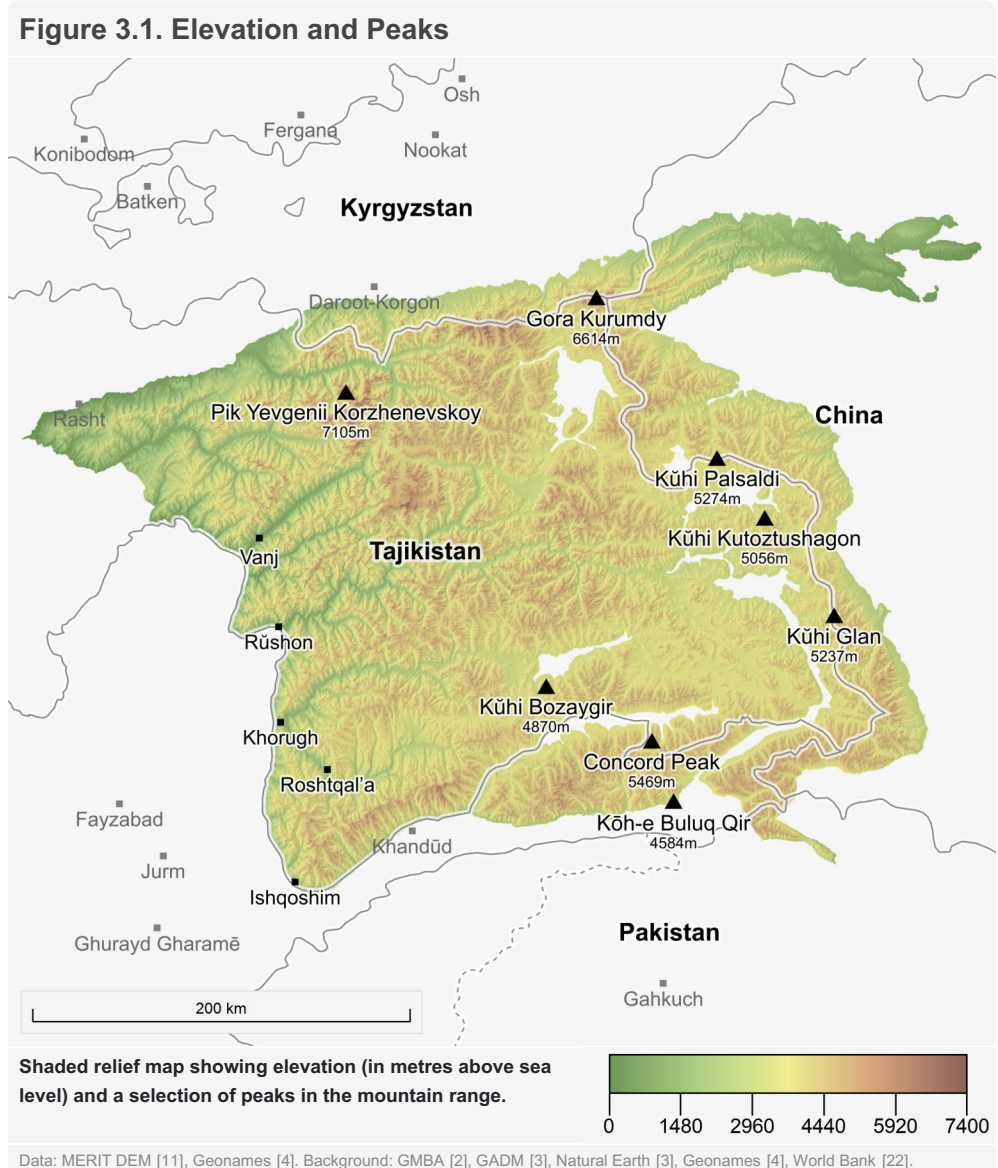 Figure 3.1. Elevation and Peaks
Osh
Fergana
Nookat
Konibodom
Batken
Kyrgyzstan
Daroot-Korgon
Gora Kurumdy
6614m
Pik Yevgenii Korzhenevskoy
7105m
Rasht
China
Kŭhi Palsaldi
5274m
Kŭhi Kutoztushagon
5056m
Tajikistan
Vanj
Rŭshon
Kŭhi Glan
5237m
Kŭhi Bozaygir
4870m
Khorugh
Concord Peak
5469m
Roshtqal'a
Kōh-e Buluq Qir
4584m
Fayzabad
Khandūd
Jurm
Ishqoshim
Ghurayd Gharamē
Pakistan
Gahkuch
200 km
Shaded relief map showing elevation (in metres above sea
level) and a selection of peaks in the mountain range.
0 1480 2960 4440 5920 7400
Data: MERIT DEM [11], Geonames [4]. Background: GMBA [2], GADM [3], Natural Earth [3], Geonames [4], World Bank [22].